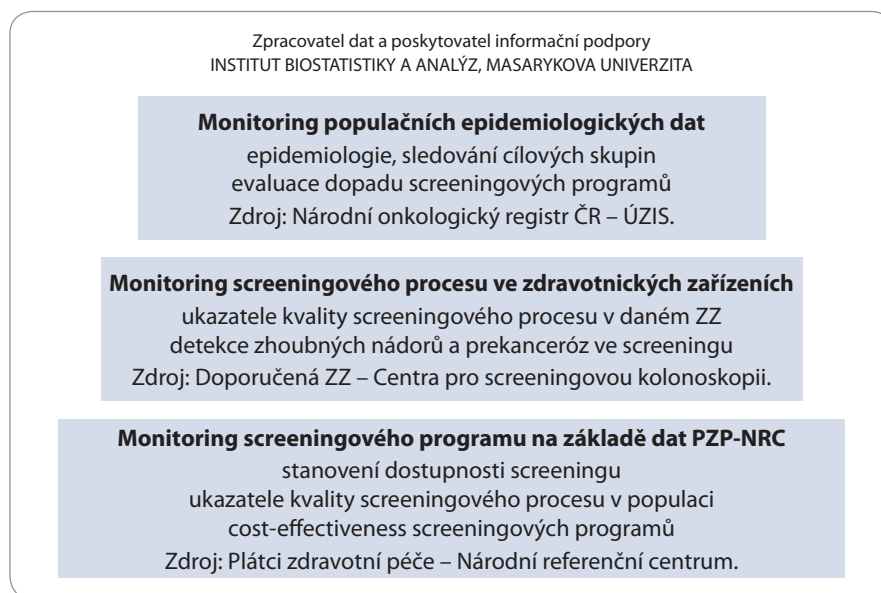 Zpracovatel dat a poskytovatel informační podpory
INSTITUT BIOSTATISTIKY A ANALÝZ, MASARYKOVA UNIVERZITA
Monitoring populačních epidemiologických dat
epidemiologie, sledování cílových skupin
evaluace dopadu screeningových programů
Zdroj: Národní onkologický registr ČR – ÚZIS.
Monitoring screeningového procesu ve zdravotnických zařízeních
ukazatele kvality screeningového procesu v daném ZZ
detekce zhoubných nádorů a prekanceróz ve screeningu
Zdroj: Doporučená ZZ – Centra pro screeningovou kolonoskopii.
Monitoring screeningového programu na základě dat PZP-NRC
stanovení dostupnosti screeningu
ukazatele kvality screeningového procesu v populaci
cost-effectiveness screeningových programů
Zdroj: Plátci zdravotní péče – Národní referenční centrum.